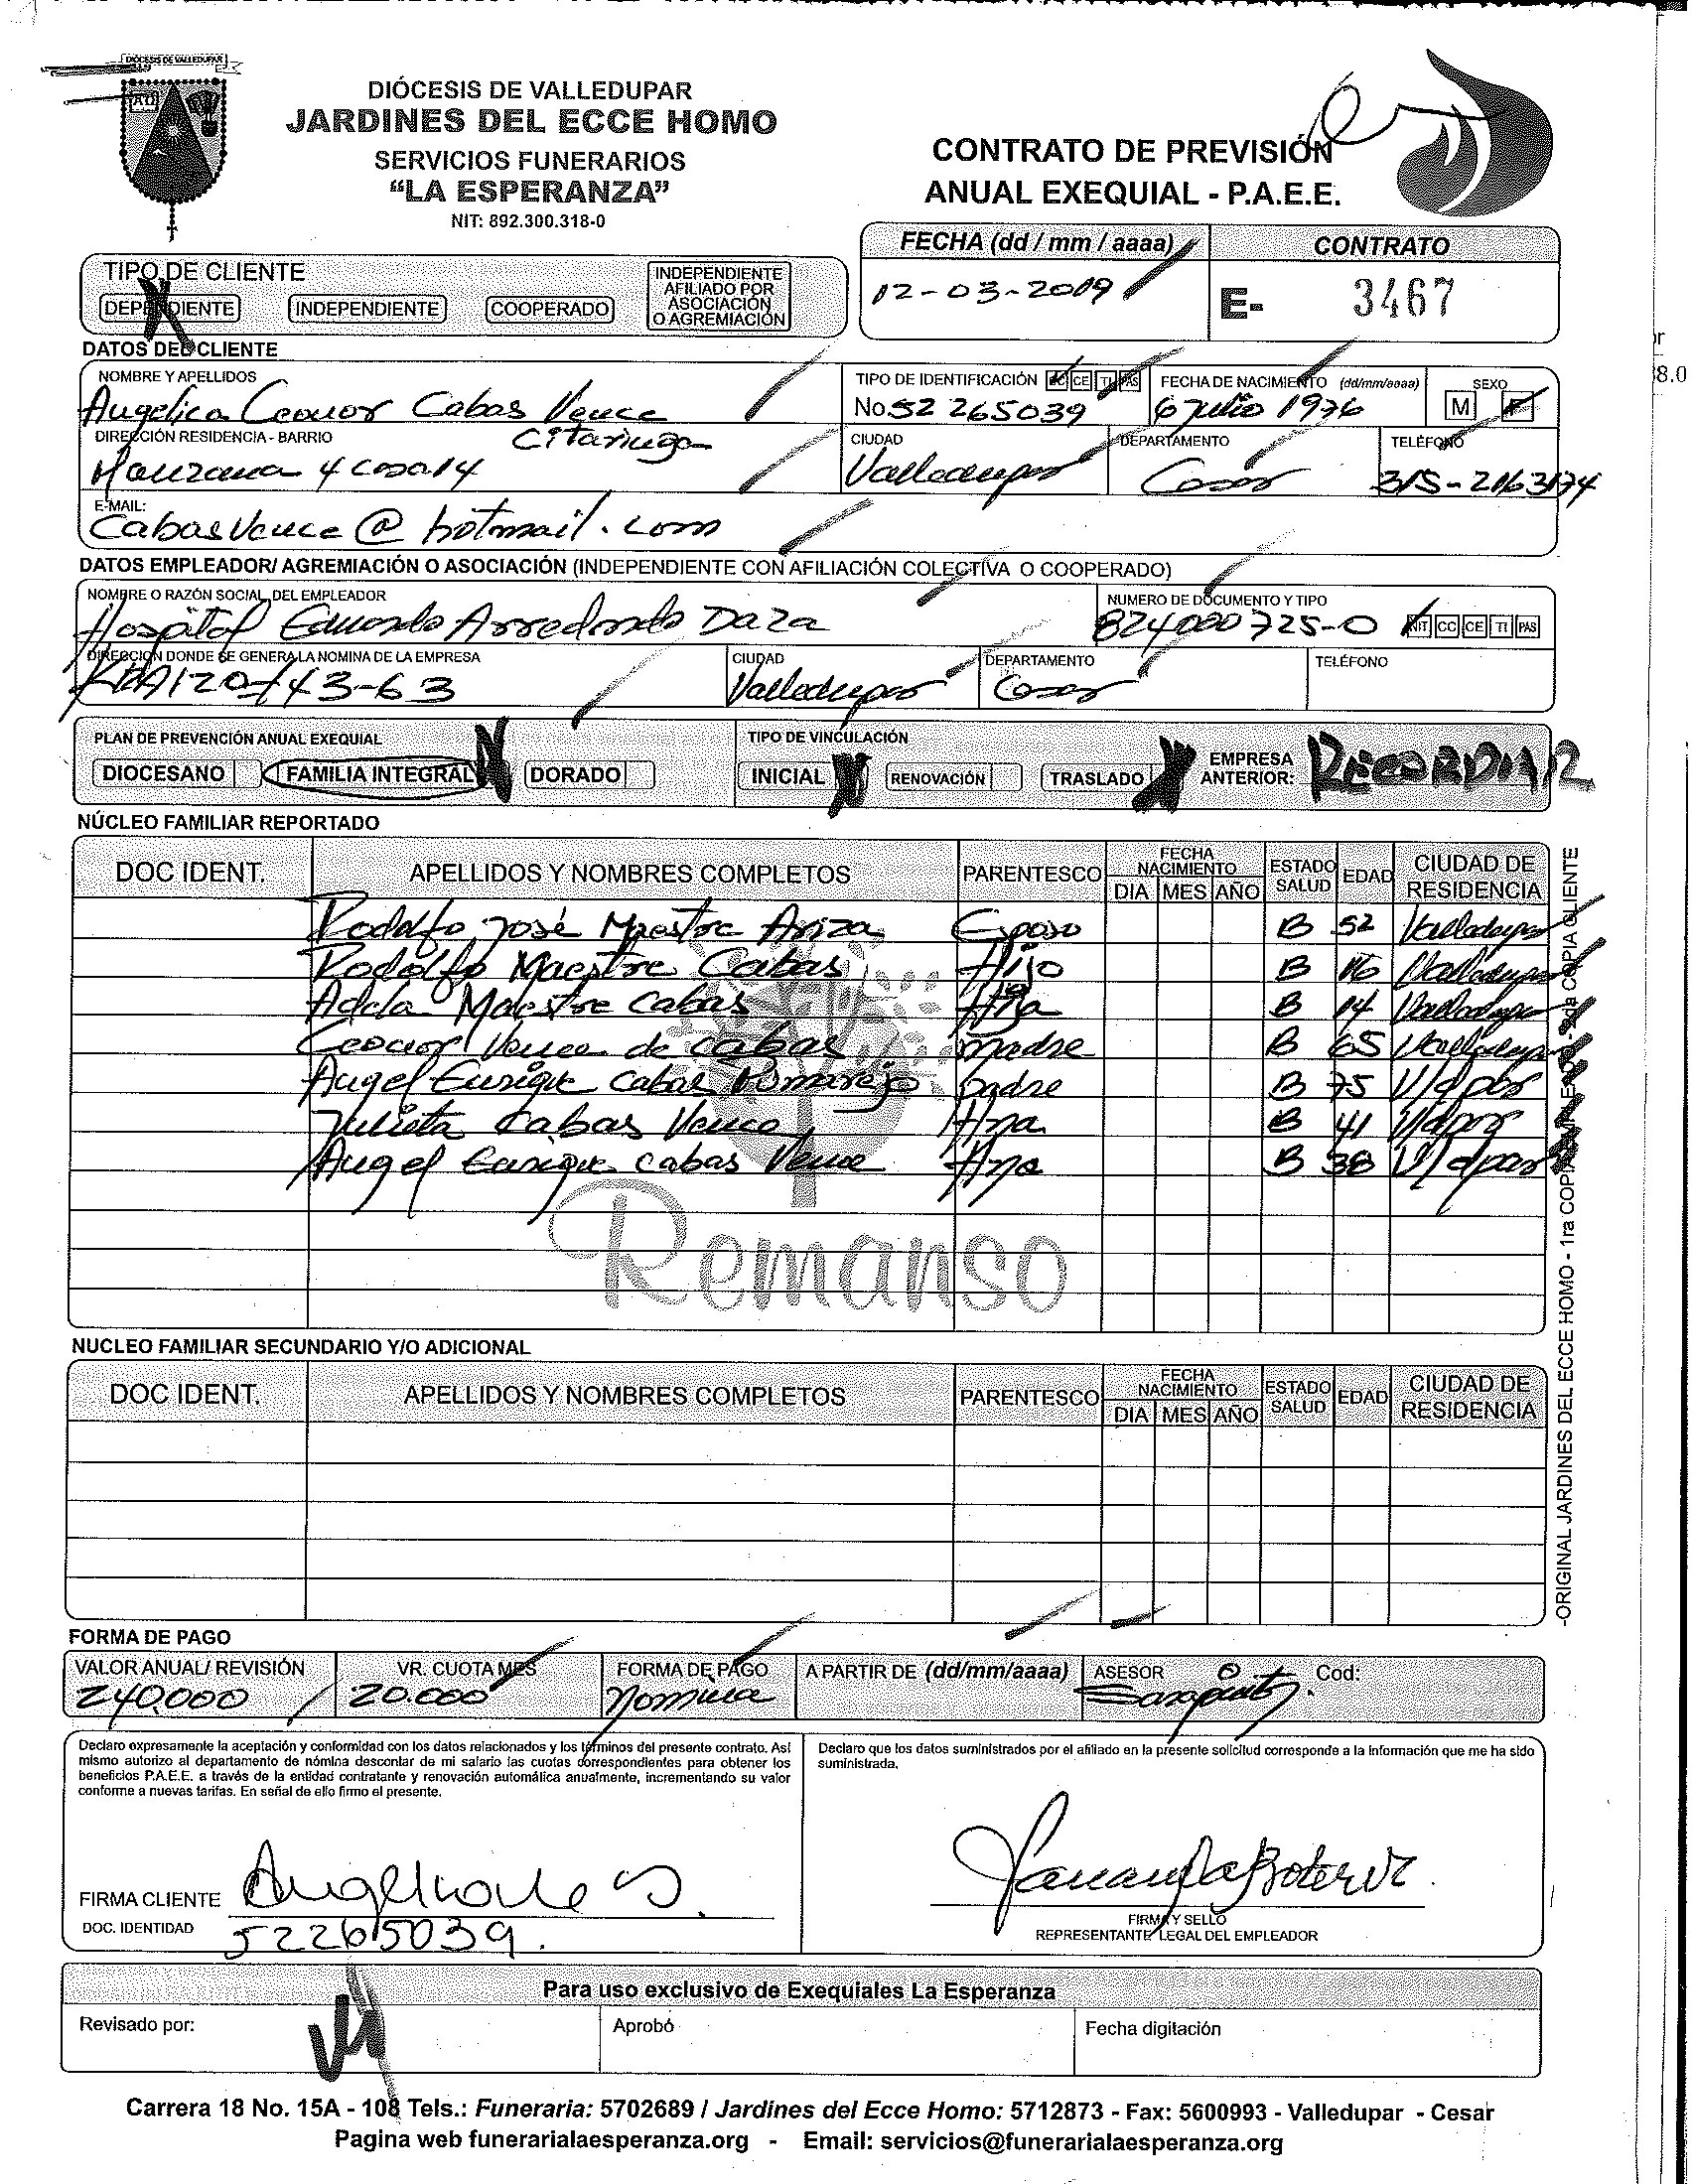 DIÓCESIS DE VALLEDUPAR
DIÓCESIS DE VALLEDUPAR
JARDINES DEL ECCE HOMO
SERVICIOS FUNERARIOS
"LA ESPERANZA"
NIT: 892.300.318-0
CONTRATO DE PREVISIÓN
ANUAL EXEQUIAL - P.A.E.E.
FECHA (dd / mm / aaaa) CONTRATO
12-03-2019 E- 3467
TIPO DE CLIENTE
DEPENDIENTE INDEPENDIENTE COOPERADO INDEPENDIENTE AFILIADO POR ASOCIACIÓN O AGREMIACIÓN
DATOS DEL CLIENTE
NOMBRE Y APELLIDOS TIPO DE IDENTIFICACIÓN CC CE TI PAS FECHA DE NACIMIENTO (dd/mm/aaaa) SEXO
Angelica Leonor Cabas Vence No 52 265039 6 julio 1976 M F
DIRECCIÓN RESIDENCIA - BARRIO CIUDAD DEPARTAMENTO TELÉFONO
Manzana 4 casa 14 Valledupar Cesar 315-2163174
E-MAIL:
CabasVence @ hotmail.com
DATOS EMPLEADOR/ AGREMIACIÓN O ASOCIACIÓN (INDEPENDIENTE CON AFILIACIÓN COLECTIVA O COOPERADO)
NOMBRE O RAZÓN SOCIAL DEL EMPLEADOR NUMERO DE DOCUMENTO Y TIPO
Hospital Eduardo Arredondo Daza 824000725-0 NIT CC CE TI PAS
DIRECCIÓN DONDE SE GENERA LA NOMINA DE LA EMPRESA CIUDAD DEPARTAMENTO TELÉFONO
43-63 Valledupar Cesar
PLAN DE PREVENCIÓN ANUAL EXEQUIAL TIPO DE VINCULACIÓN
DIOCESANO FAMILIA INTEGRAL DORADO INICIAL RENOVACIÓN TRASLADO EMPRESA ANTERIOR: RECORDAR
NÚCLEO FAMILIAR REPORTADO
DOC IDENT. APELLIDOS Y NOMBRES COMPLETOS PARENTESCO FECHA NACIMIENTO DIA MES AÑO ESTADO SALUD EDAD CIUDAD DE RESIDENCIA
Rodolfo José Maestre Ariza Esposo B 52 Valledupar
Rodolfo Maestre Cabas Hijo B 16 Valledupar
Adela Maestre Cabas Hija B 14 Valledupar
Leonor Vence de Cabas madre B 65 Valledupar
Angel Enrique Cabas Pumarejo padre B 75 V/dpar
Julieta Cabas Vence Hna B 41 V/dpar
Angel Enrique Cabas Vence Hno B 38 V/dpar
Remanso
NUCLEO FAMILIAR SECUNDARIO Y/O ADICIONAL
DOC IDENT. APELLIDOS Y NOMBRES COMPLETOS PARENTESCO FECHA NACIMIENTO DIA MES AÑO ESTADO SALUD EDAD CIUDAD DE RESIDENCIA
-ORIGINAL JARDINES DEL ECCE HOMO - 1ra COPIA - 2da COPIA CLIENTE
FORMA DE PAGO
VALOR ANUAL/ REVISIÓN VR. CUOTA MES FORMA DE PAGO A PARTIR DE (dd/mm/aaaa) ASESOR Cod:
240.000 20.000 Nomina
Declaro expresamente la aceptación y conformidad con los datos relacionados y los términos del presente contrato. Asi
mismo autorizo al departamento de nómina descontar de mi salario las cuotas correspondientes para obtener los
beneficios P.A.E.E. a través de la entidad contratante y renovación automática anualmente, incrementando su valor
conforme a nuevas tarifas. En señal de ello firmo el presente.
Declaro que los datos suministrados por el afiliado en la presente solicitud corresponde a la información que me ha sido
suministrada.
FIRMA CLIENTE
DOC. IDENTIDAD 52265039.
FIRMA Y SELLO
REPRESENTANTE LEGAL DEL EMPLEADOR
Para uso exclusivo de Exequiales La Esperanza
Revisado por: Aprobó Fecha digitación
Carrera 18 No. 15A - 108 Tels.: Funeraria: 5702689 / Jardines del Ecce Homo: 5712873 - Fax: 5600993 - Valledupar - Cesar
Pagina web funerarialaesperanza.org - Email: servicios@funerarialaesperanza.org